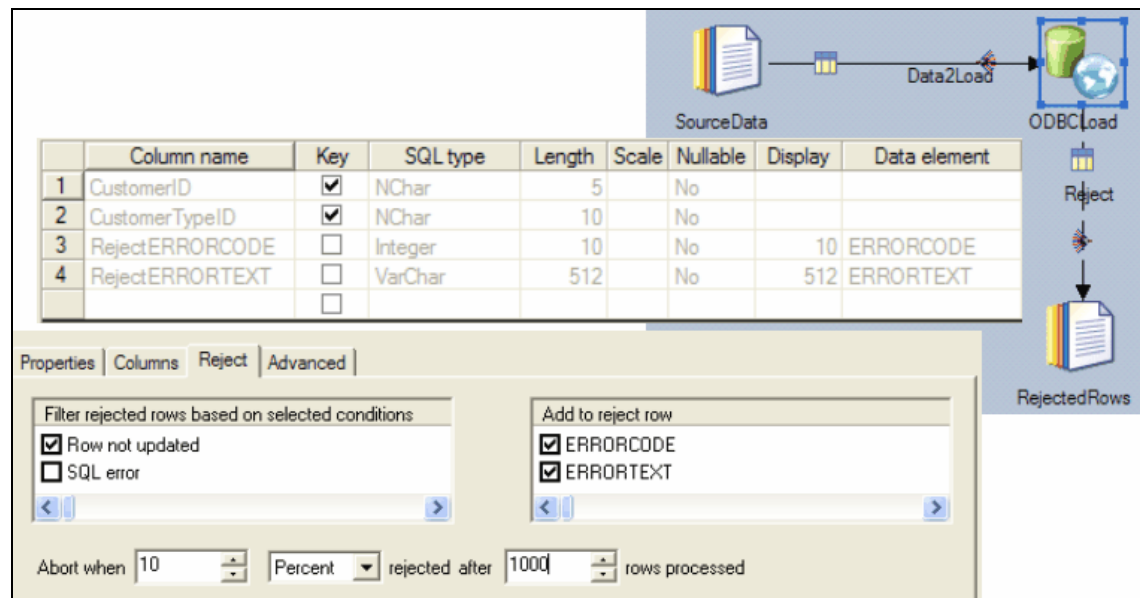 Data2Load
SourceData
ODBCLoad
Reject
RejectedRows
Column name Key SQL type Length Scale Nullable Display Data element
1 CustomerID NChar 5 No
2 CustomerTypeID NChar 10 No
3 RejectERRORCODE Integer 10 No 10 ERRORCODE
4 RejectERRORTEXT VarChar 512 No 512 ERRORTEXT
Properties Columns Reject Advanced
Filter rejected rows based on selected conditions
Row not updated
SQL error
Add to reject row
ERRORCODE
ERRORTEXT
Abort when 10 Percent rejected after 1000 rows processed